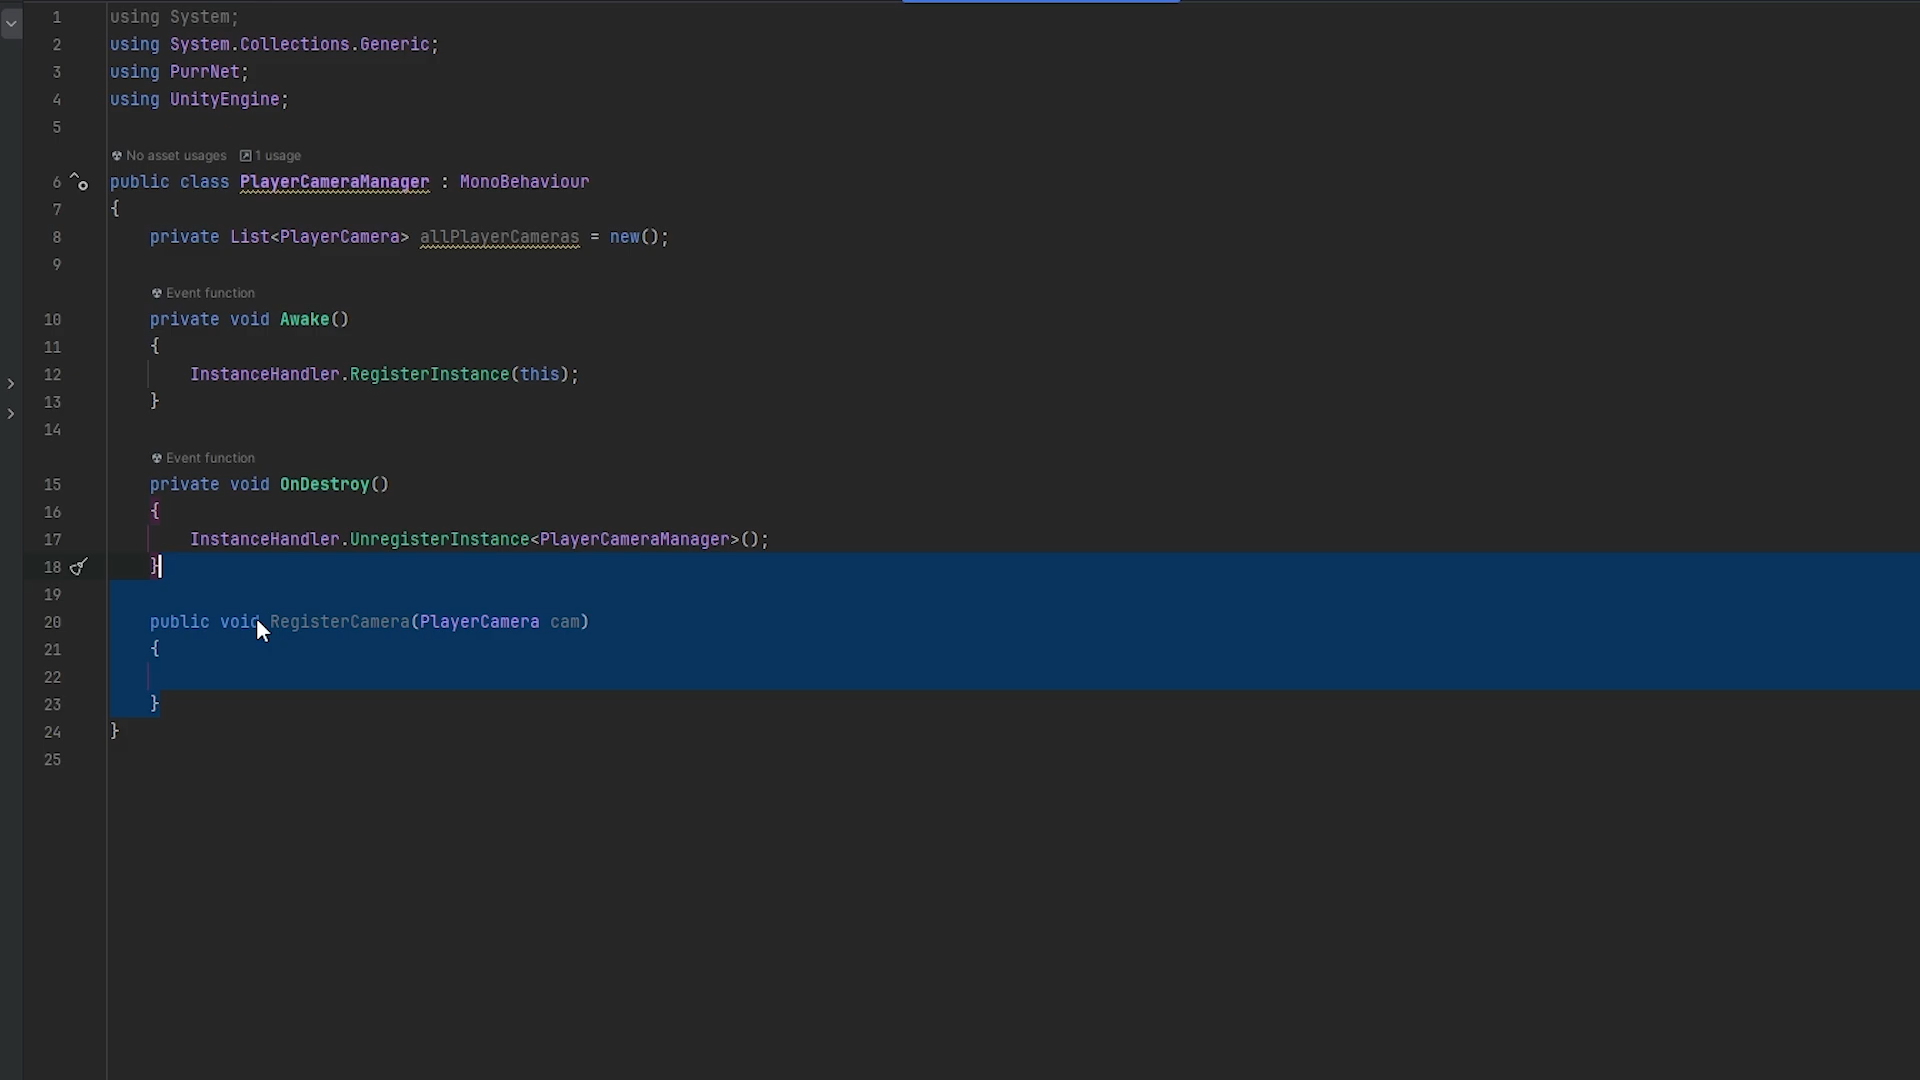 1 using System;
2 using System.Collections.Generic;
3 using PurrNet;
4 using UnityEngine;
5
No asset usages 1 usage
6 public class PlayerCameraManager : MonoBehaviour
7 {
8 private List<PlayerCamera> allPlayerCameras = new();
9
Event function
10 private void Awake()
11 {
12 InstanceHandler.RegisterInstance(this);
13 }
14
Event function
15 private void OnDestroy()
16 {
17 InstanceHandler.UnregisterInstance<PlayerCameraManager>();
18 }
19
20 public void RegisterCamera(PlayerCamera cam)
21 {
22
23 }
24 }
25